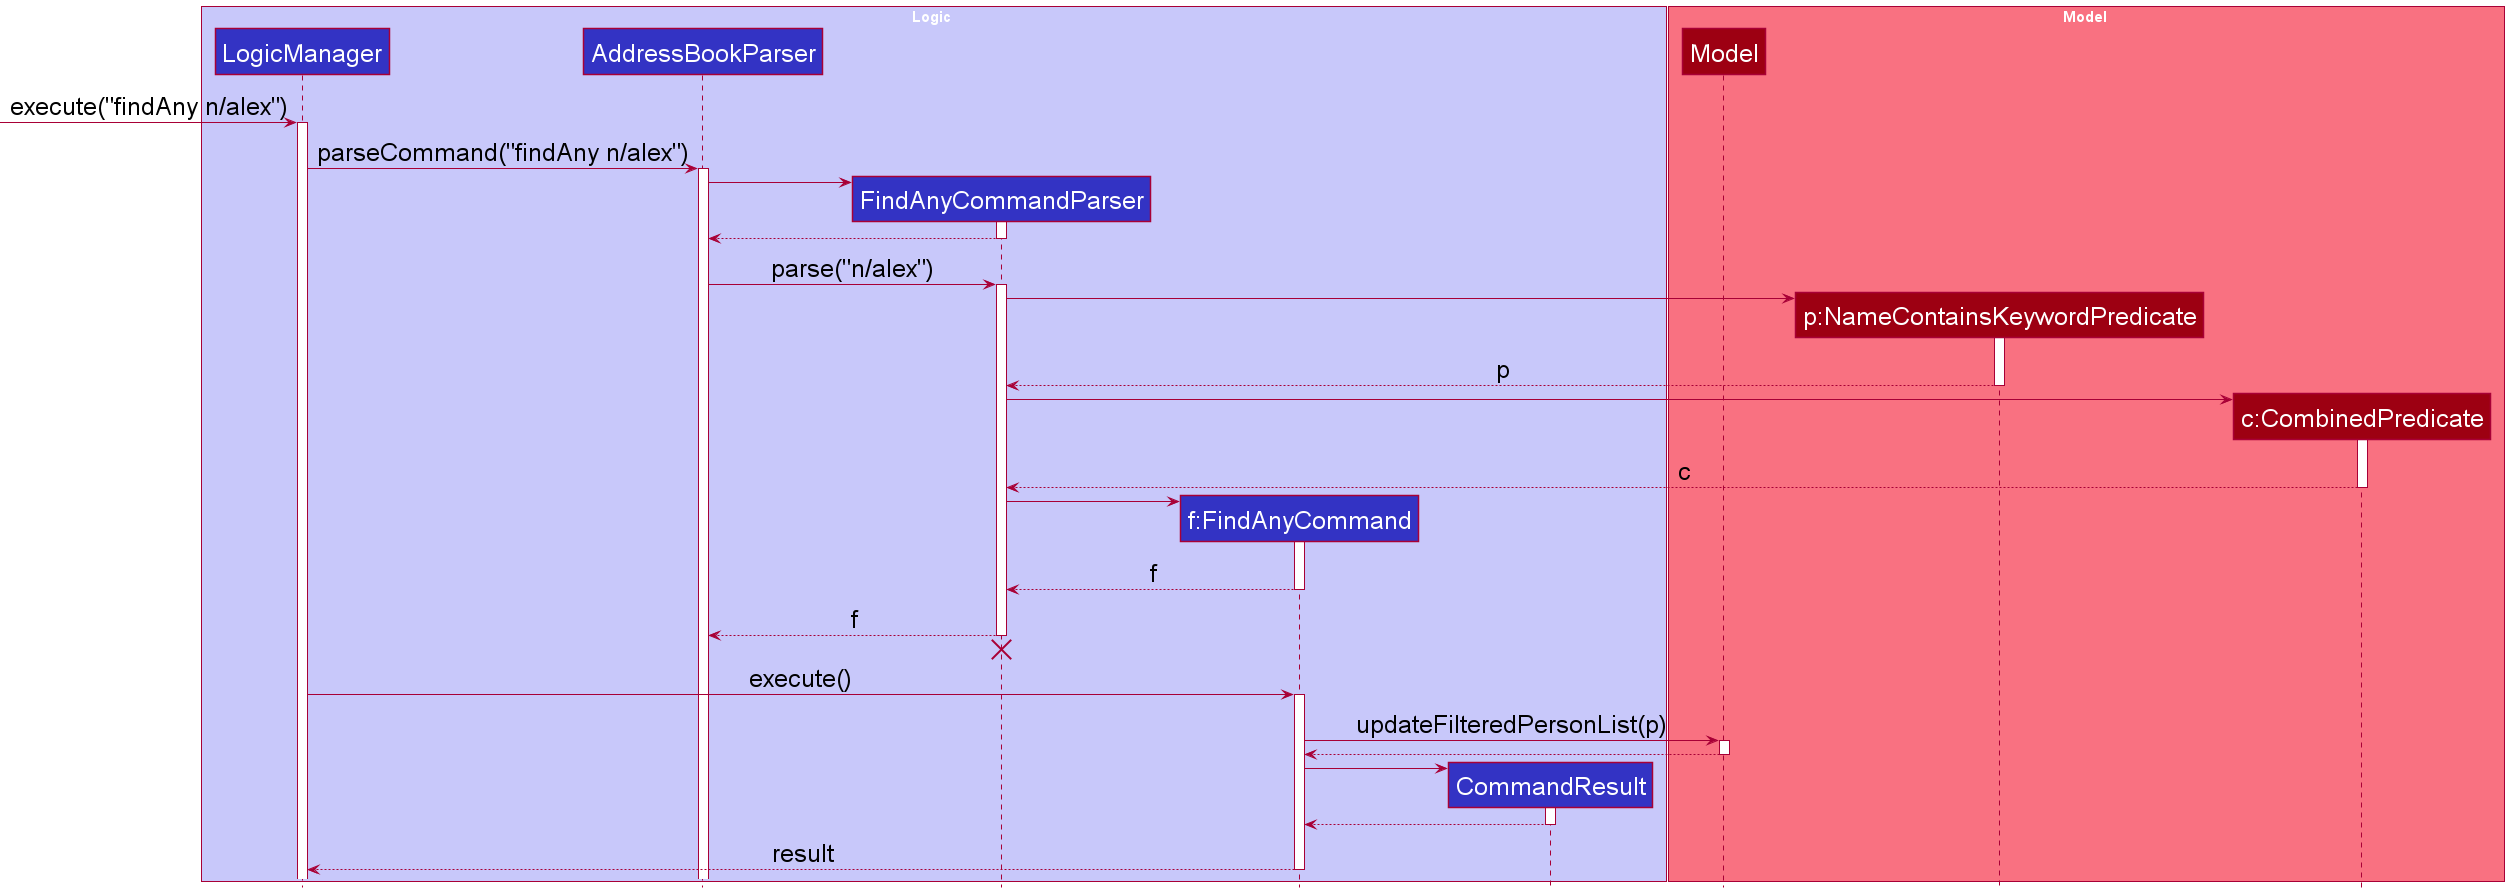 Logic
Model
LogicManager
AddressBookParser
Model
execute("findAny n/alex")
parseCommand("findAny n/alex")
FindAnyCommandParser
parse("n/alex")
p:NameContainsKeywordPredicate
p
c:CombinedPredicate
c
f:FindAnyCommand
f
f
execute()
updateFilteredPersonList(p)
CommandResult
result